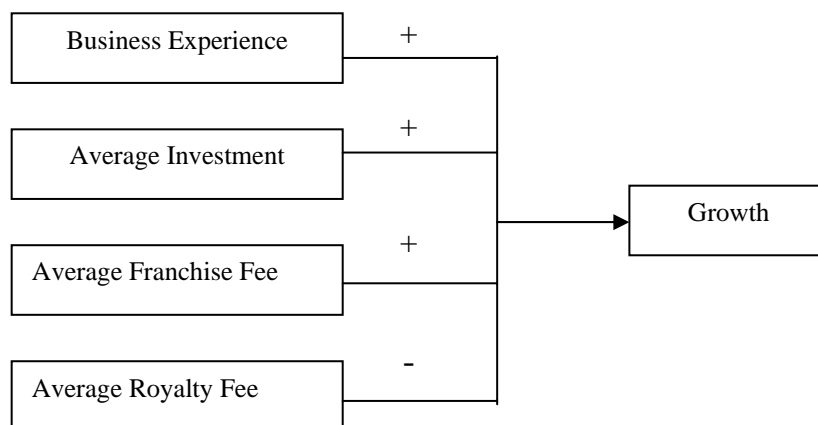 +
Business Experience
+
Average Investment
Growth
+
Average Franchise Fee
-
Average Royalty Fee